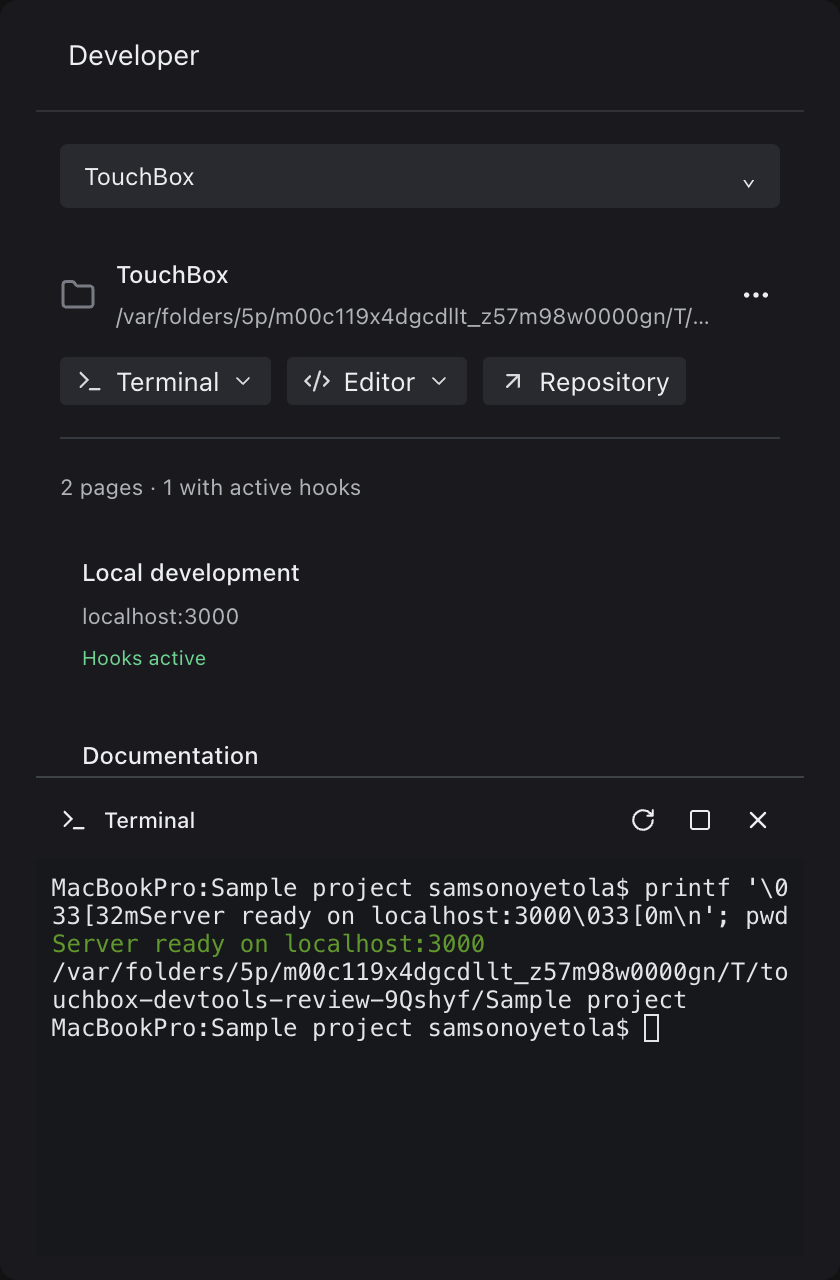 Developer
TouchBox
TouchBox
/var/folders/5p/m00c119x4dgcdllt_z57m98w0000gn/T/...
Terminal
Editor
Repository
2 pages · 1 with active hooks
Local development
localhost:3000
Hooks active
Documentation
Terminal
MacBookPro:Sample project samsonoyetola$ printf '\0
33[32mServer ready on localhost:3000\033[0m\n'; pwd
Server ready on localhost:3000
/var/folders/5p/m00c119x4dgcdllt_z57m98w0000gn/T/to
uchbox-devtools-review-9Qshyf/Sample project
MacBookPro:Sample project samsonoyetola$